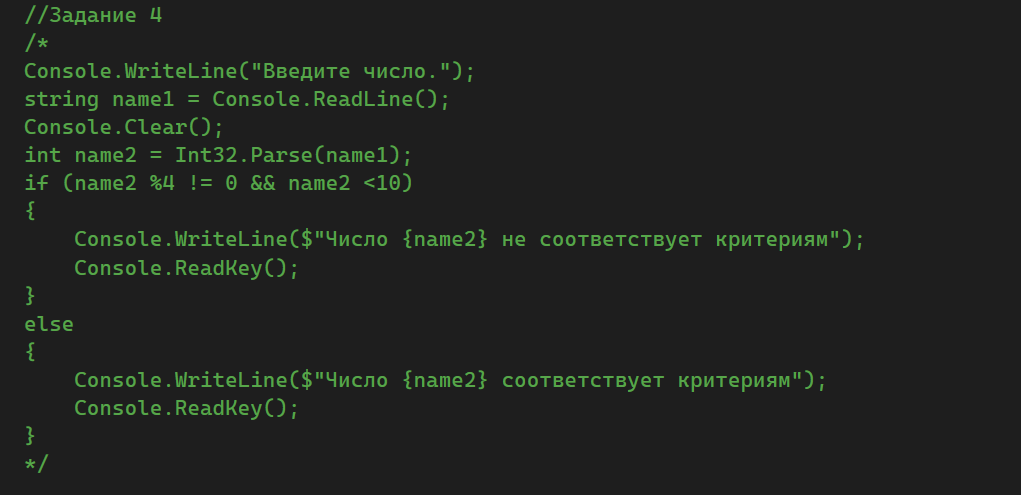 //Задание 4
/*
Console.WriteLine("Введите число.");
string name1 = Console.ReadLine();
Console.Clear();
int name2 = Int32.Parse(name1);
if (name2 %4 != 0 && name2 <10)
{
    Console.WriteLine($"Число {name2} не соответствует критериям");
    Console.ReadKey();
}
else
{
    Console.WriteLine($"Число {name2} соответствует критериям");
    Console.ReadKey();
}
*/